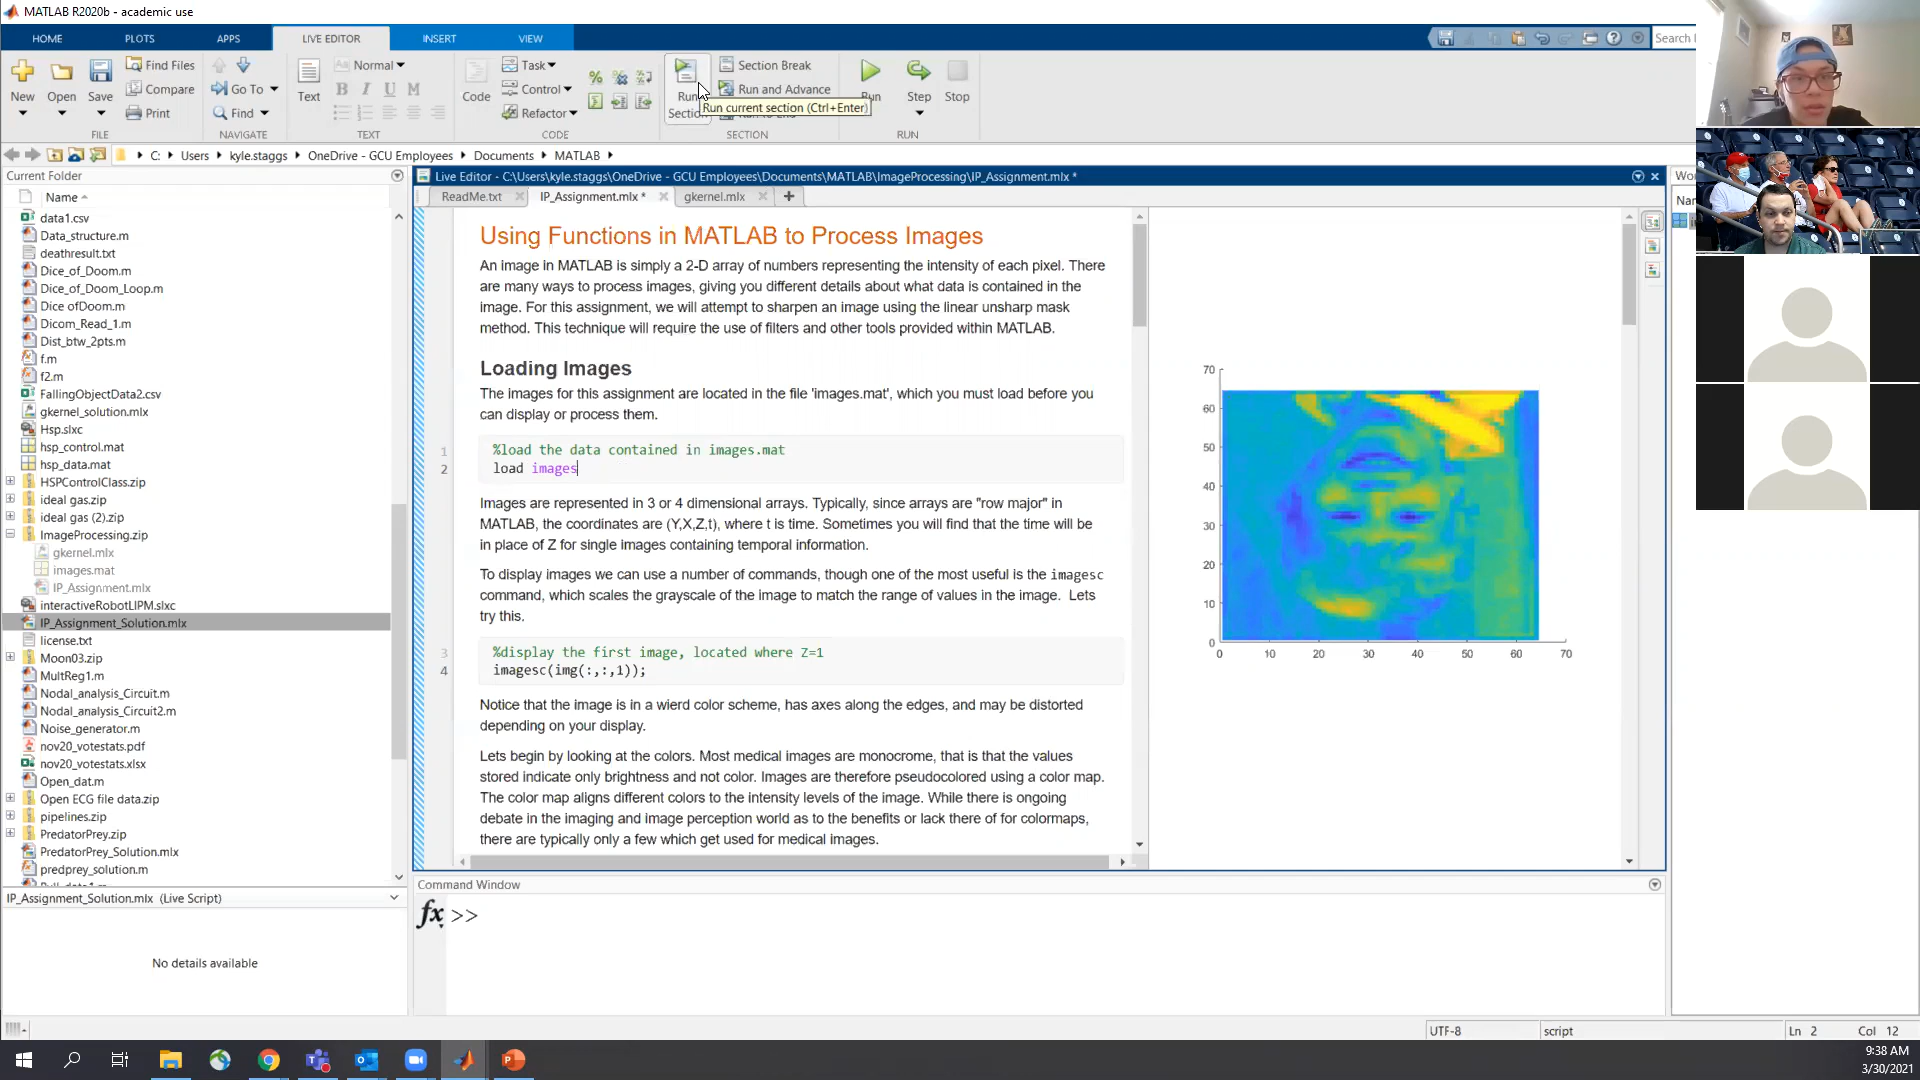 MATLAB R2020b - academic use
HOME PLOTS APPS LIVE EDITOR INSERT VIEW
New Open Save
Find Files
Compare
Print
FILE
Go To
Find
NAVIGATE
Text
Normal
B I U M
TEXT
Code
Task
Control
Refactor
CODE
Run
Section
Section Break
Run and Advance
Run current section (Ctrl+Enter)
SECTION
Run Step Stop
RUN
C: Users kyle.staggs OneDrive - GCU Employees Documents MATLAB
Current Folder
Name
data1.csv
Data_structure.m
deathresult.txt
Dice_of_Doom.m
Dice_of_Doom_Loop.m
Dice ofDoom.m
Dicom_Read_1.m
Dist_btw_2pts.m
f.m
f2.m
FallingObjectData2.csv
gkernel_solution.mlx
Hsp.slxc
hsp_control.mat
hsp_data.mat
HSPControlClass.zip
ideal gas.zip
ideal gas (2).zip
ImageProcessing.zip
gkernel.mlx
images.mat
IP_Assignment.mlx
interactiveRobotLIPM.slxc
IP_Assignment_Solution.mlx
license.txt
Moon03.zip
MultReg1.m
Nodal_analysis_Circuit.m
Nodal_analysis_Circuit2.m
Noise_generator.m
nov20_votestats.pdf
nov20_votestats.xlsx
Open_dat.m
Open ECG file data.zip
pipelines.zip
PredatorPrey.zip
PredatorPrey_Solution.mlx
predprey_solution.m
IP_Assignment_Solution.mlx (Live Script)
No details available
Live Editor - C:\Users\kyle.staggs\OneDrive - GCU Employees\Documents\MATLAB\ImageProcessing\IP_Assignment.mlx *
ReadMe.txt IP_Assignment.mlx * gkernel.mlx
Using Functions in MATLAB to Process Images
An image in MATLAB is simply a 2-D array of numbers representing the intensity of each pixel. There
are many ways to process images, giving you different details about what data is contained in the
image. For this assignment, we will attempt to sharpen an image using the linear unsharp mask
method. This technique will require the use of filters and other tools provided within MATLAB.
Loading Images
The images for this assignment are located in the file 'images.mat', which you must load before you
can display or process them.
1 %load the data contained in images.mat
2 load images
Images are represented in 3 or 4 dimensional arrays. Typically, since arrays are "row major" in
MATLAB, the coordinates are (Y,X,Z,t), where t is time. Sometimes you will find that the time will be
in place of Z for single images containing temporal information.
To display images we can use a number of commands, though one of the most useful is the imagesc
command, which scales the grayscale of the image to match the range of values in the image. Lets
try this.
3 %display the first image, located where Z=1
4 imagesc(img(:,:,1));
Notice that the image is in a wierd color scheme, has axes along the edges, and may be distorted
depending on your display.
Lets begin by looking at the colors. Most medical images are monocrome, that is that the values
stored indicate only brightness and not color. Images are therefore pseudocolored using a color map.
The color map aligns different colors to the intensity levels of the image. While there is ongoing
debate in the imaging and image perception world as to the benefits or lack there of for colormaps,
there are typically only a few which get used for medical images.
70
60
50
40
30
20
10
0
0 10 20 30 40 50 60 70
Command Window
fx >>
UTF-8 script Ln 2 Col 12
9:38 AM
3/30/2021